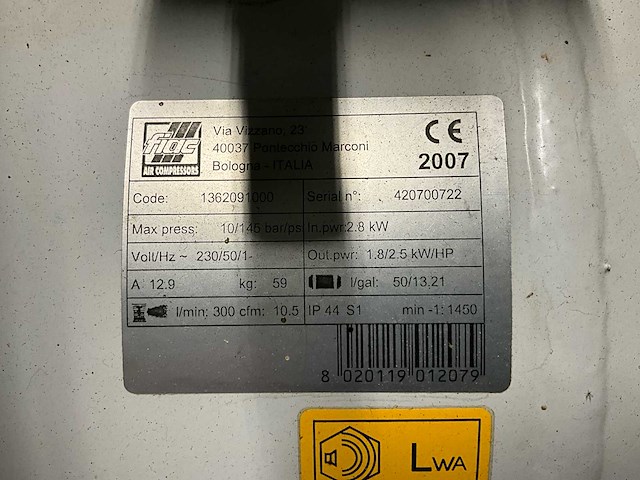 fiac
AIR COMPRESSORS
Via Vizzano, 23
40037 Pontecchio Marconi
Bologna - ITALIA
CE
2007
Code: 1362091000 Serial n°: 420700722
Max press: 10/145 bar/ps In.pwr: 2.8 kW
Volt/Hz ~ 230/50/1- Out.pwr: 1.8/2.5 kW/HP
A 12.9 kg: 59 l/gal: 50/13.21
l/min: 300 cfm: 10.5 IP 44 S1 min -1: 1450
8 020119 012079
LWA